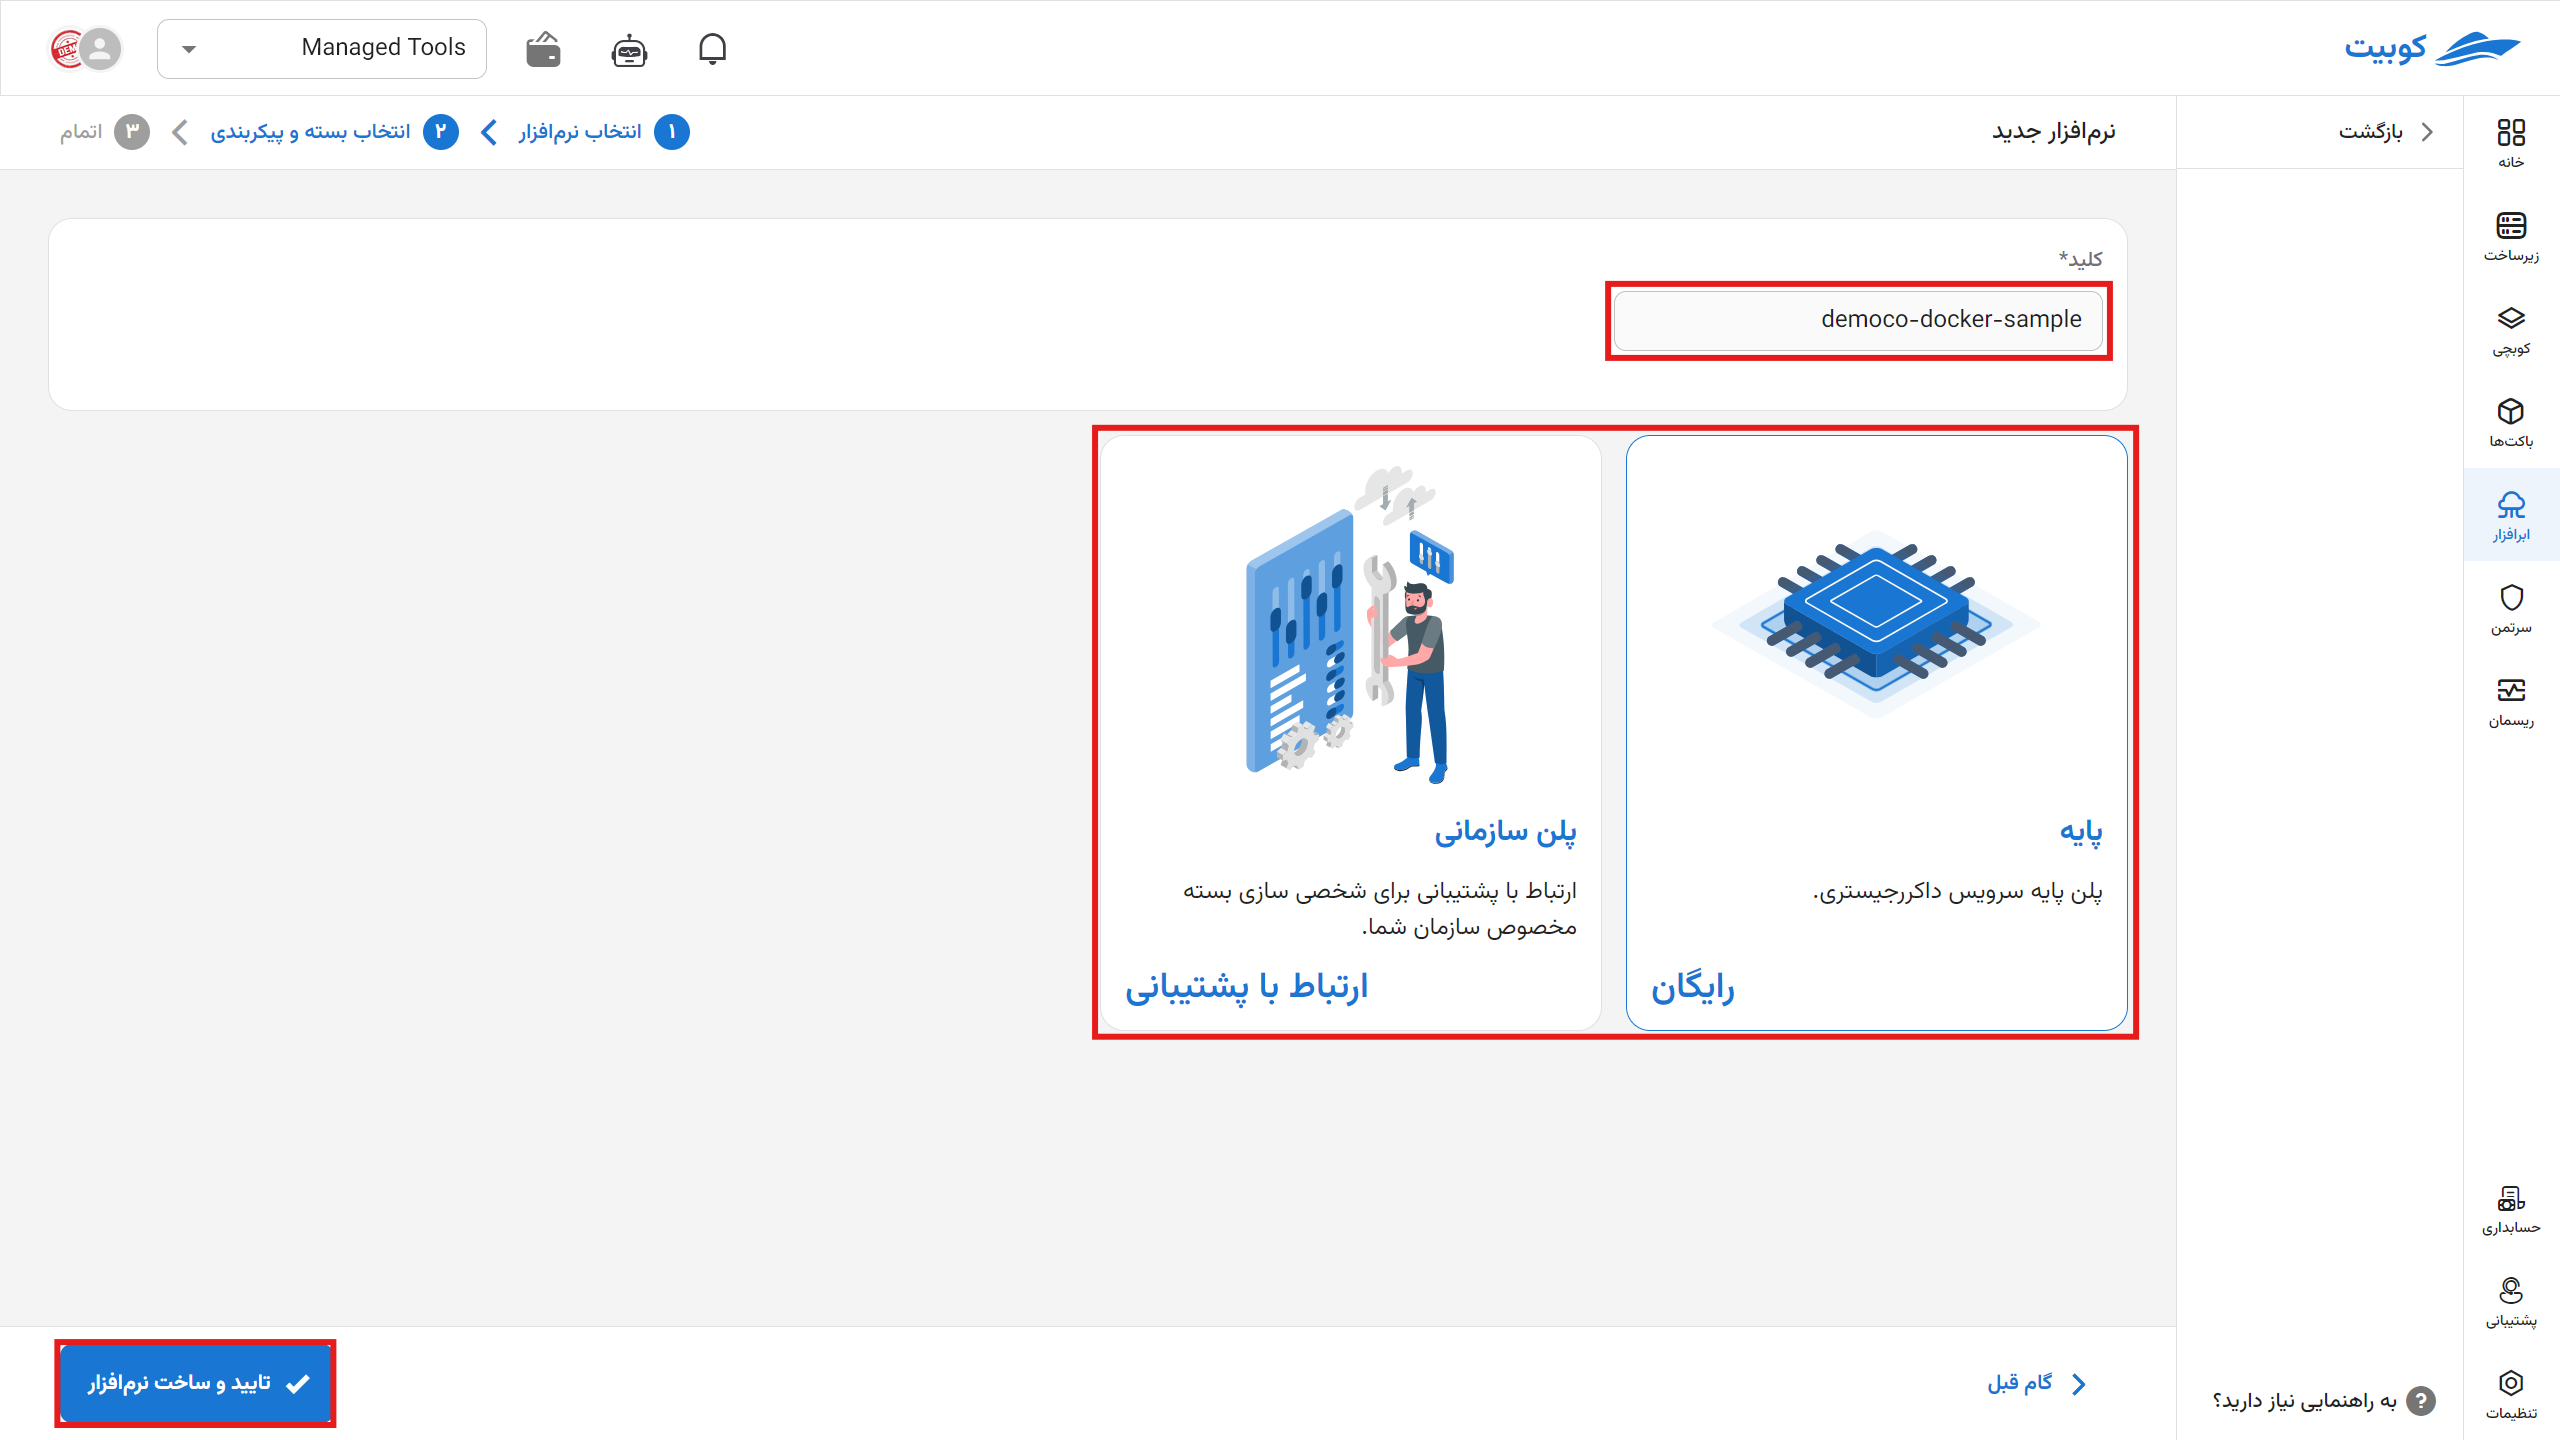 کوبیت
Managed Tools
DEM
بازگشت
نرم‌افزار جدید
۱ انتخاب نرم‌افزار
۲ انتخاب بسته و پیکربندی
۳ اتمام
خانه
زیرساخت
کوبچی
باکت‌ها
ابرافزار
سرتمن
ریسمان
حسابداری
پشتیبانی
تنظیمات
کلید*
democo-docker-sample
پایه
پلن پایه سرویس داکررجیستری.
رایگان
پلن سازمانی
ارتباط با پشتیبانی برای شخصی سازی بسته
مخصوص سازمان شما.
ارتباط با پشتیبانی
به راهنمایی نیاز دارید؟
گام قبل
تایید و ساخت نرم‌افزار